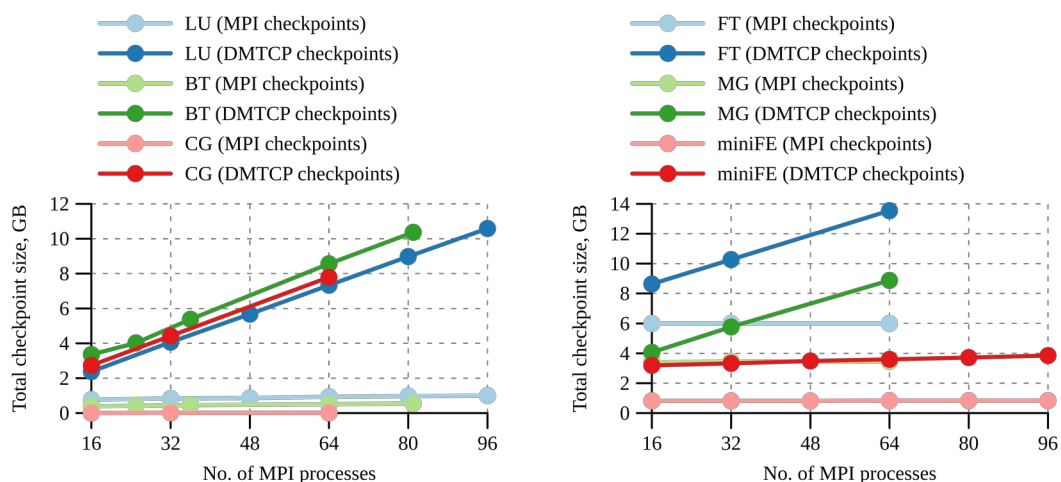 LU (MPI checkpoints)
LU (DMTCP checkpoints)
BT (MPI checkpoints)
BT (DMTCP checkpoints)
CG (MPI checkpoints)
CG (DMTCP checkpoints)
Total checkpoint size, GB
12
10
8
6
4
2
0
16
32
48
64
80
96
No. of MPI processes
FT (MPI checkpoints)
FT (DMTCP checkpoints)
MG (MPI checkpoints)
MG (DMTCP checkpoints)
miniFE (MPI checkpoints)
miniFE (DMTCP checkpoints)
Total checkpoint size, GB
14
12
10
8
6
4
2
0
16
32
48
64
80
96
No. of MPI processes